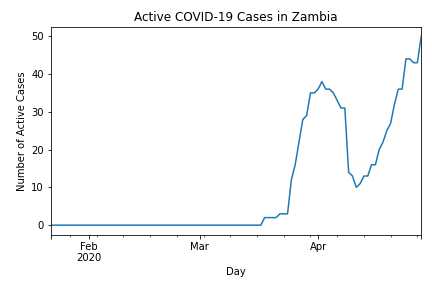 Active COVID-19 Cases in Zambia
Number of Active Cases
50
40
30
20
10
0
Feb
2020
Mar
Apr
Day